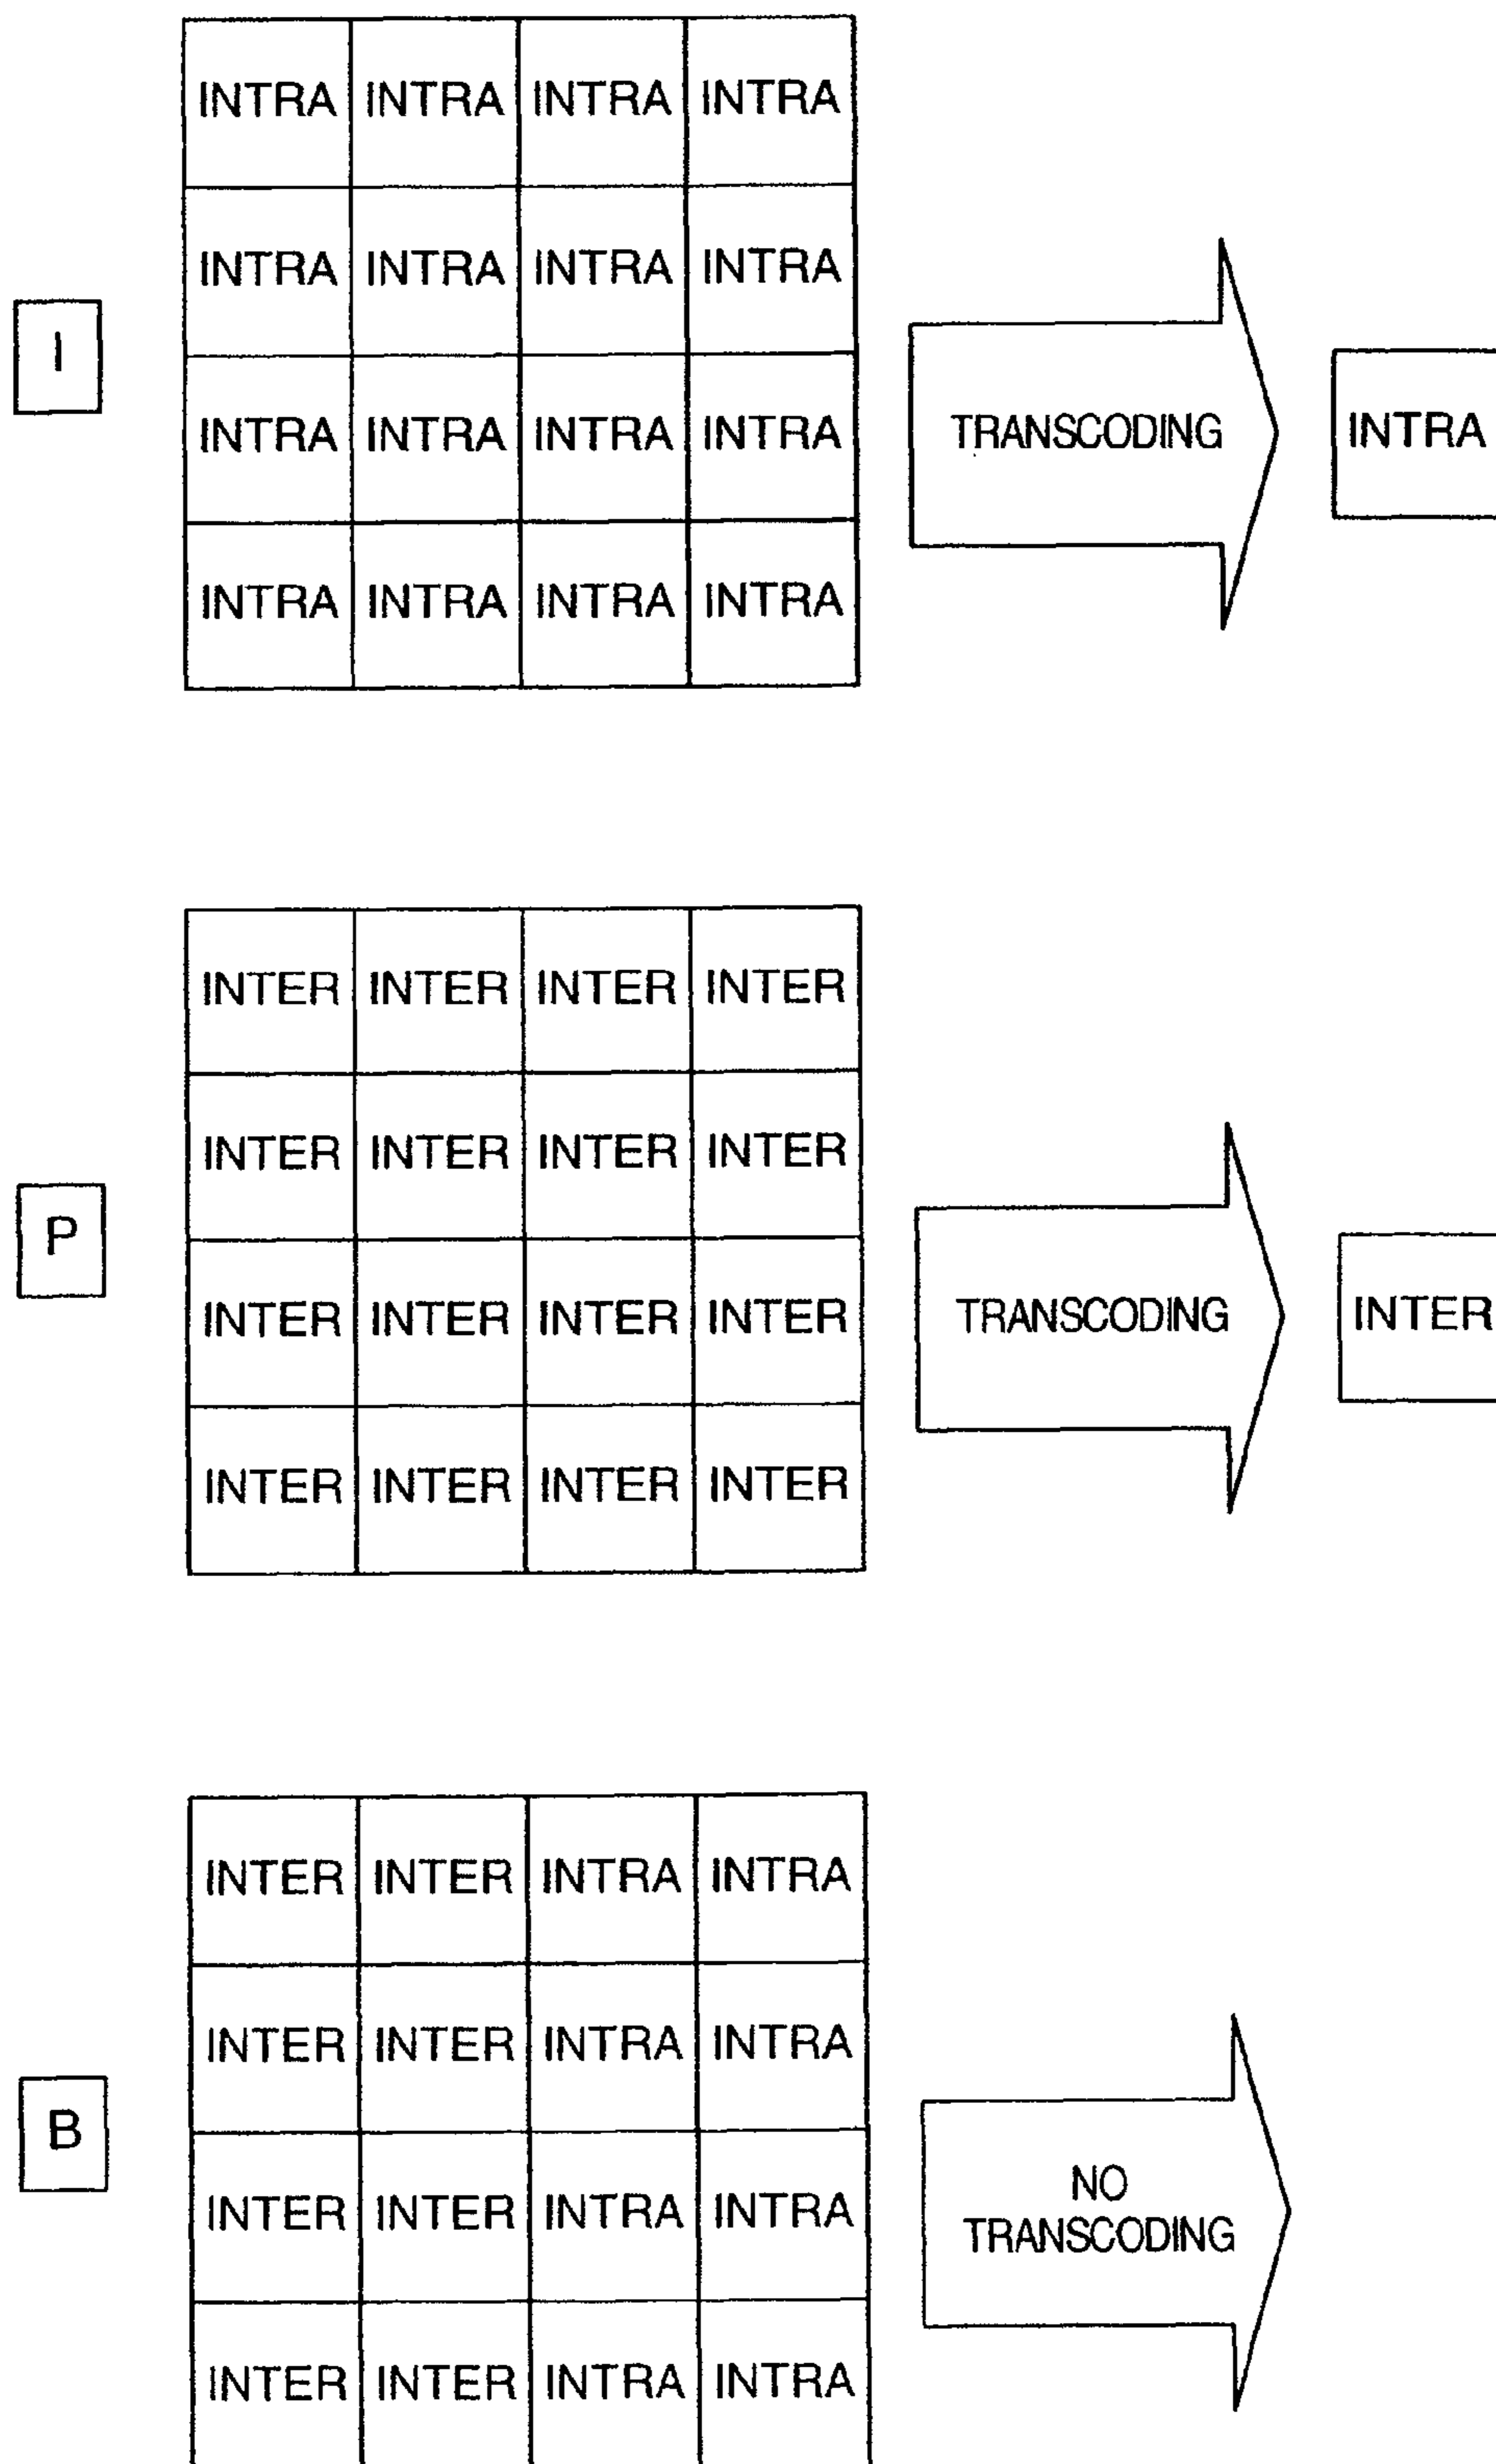 INTRA INTRA INTRA INTRA
INTRA INTRA INTRA INTRA
I
INTRA INTRA INTRA INTRA
TRANSCODING
INTRA
INTRA INTRA INTRA INTRA
INTER INTER INTER INTER
INTER INTER INTER INTER
P
INTER INTER INTER INTER
TRANSCODING
INTER
INTER INTER INTER INTER
INTER INTER INTRA INTRA
INTER INTER INTRA INTRA
B
INTER INTER INTRA INTRA
NO
TRANSCODING
INTER INTER INTRA INTRA